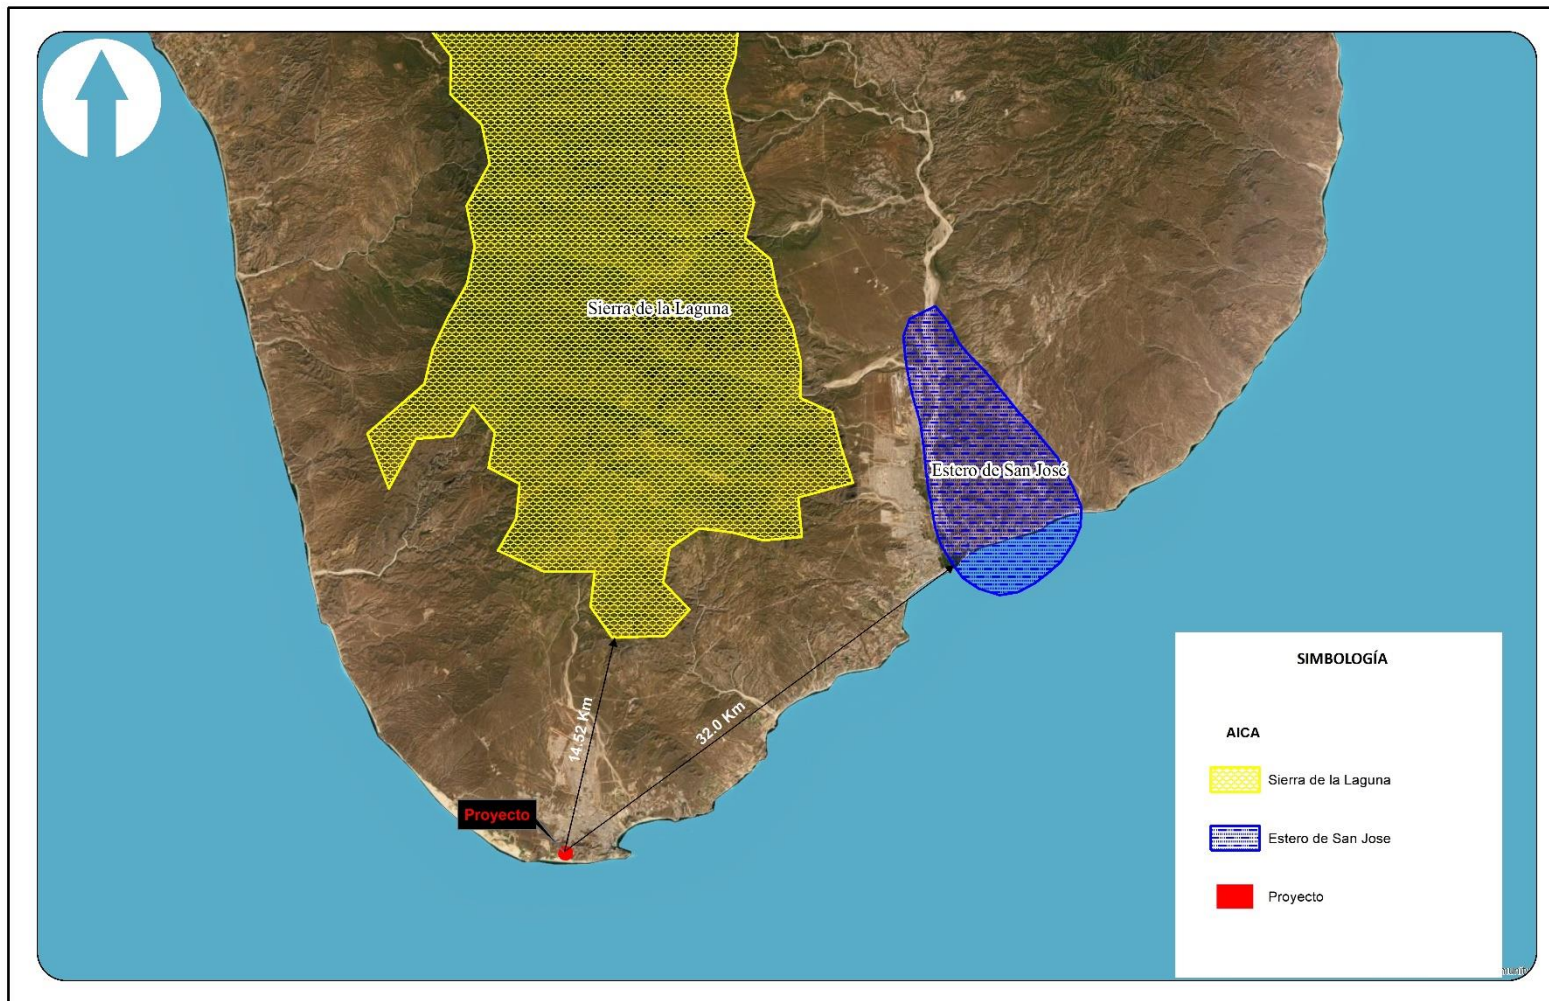 Sierra de la Laguna
Estero de San José
14.52 Km
32.0 Km
Proyecto
SIMBOLOGÍA
AICA
Sierra de la Laguna
Estero de San Jose
Proyecto